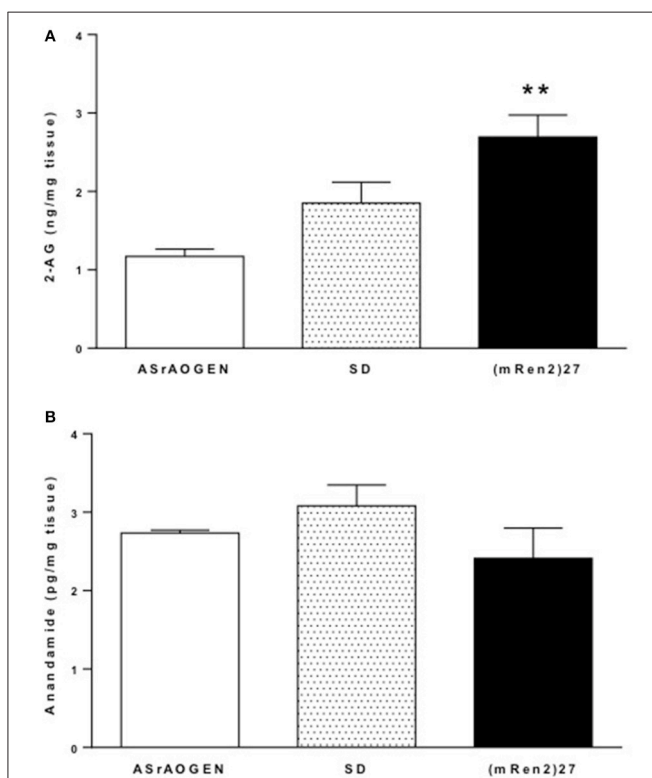 A
2-AG (ng/mg tissue)
4
3
2
1
0
**
ASrAOGEN SD (mRen2)27
B
Anandamide (pg/mg tissue)
4
3
2
1
0
ASrAOGEN SD (mRen2)27